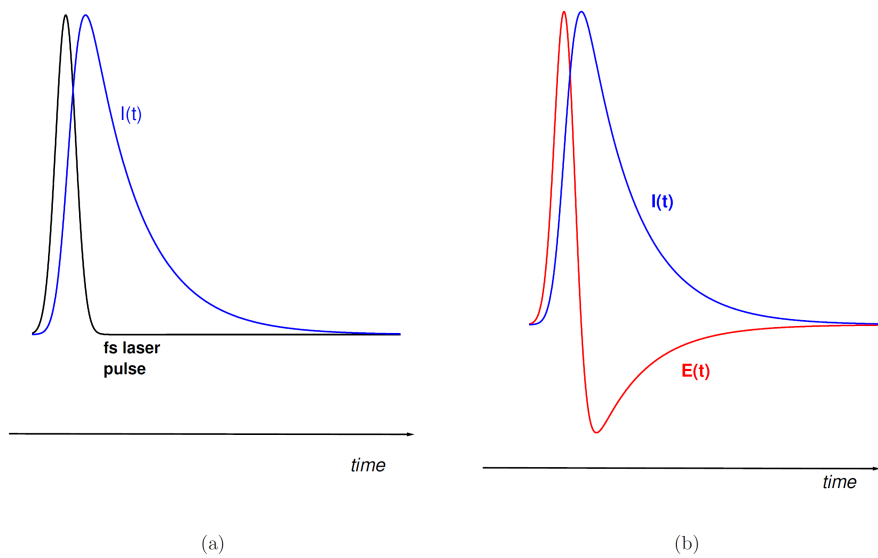 I(t)
fs laser
pulse
time
(a)
I(t)
E(t)
time
(b)